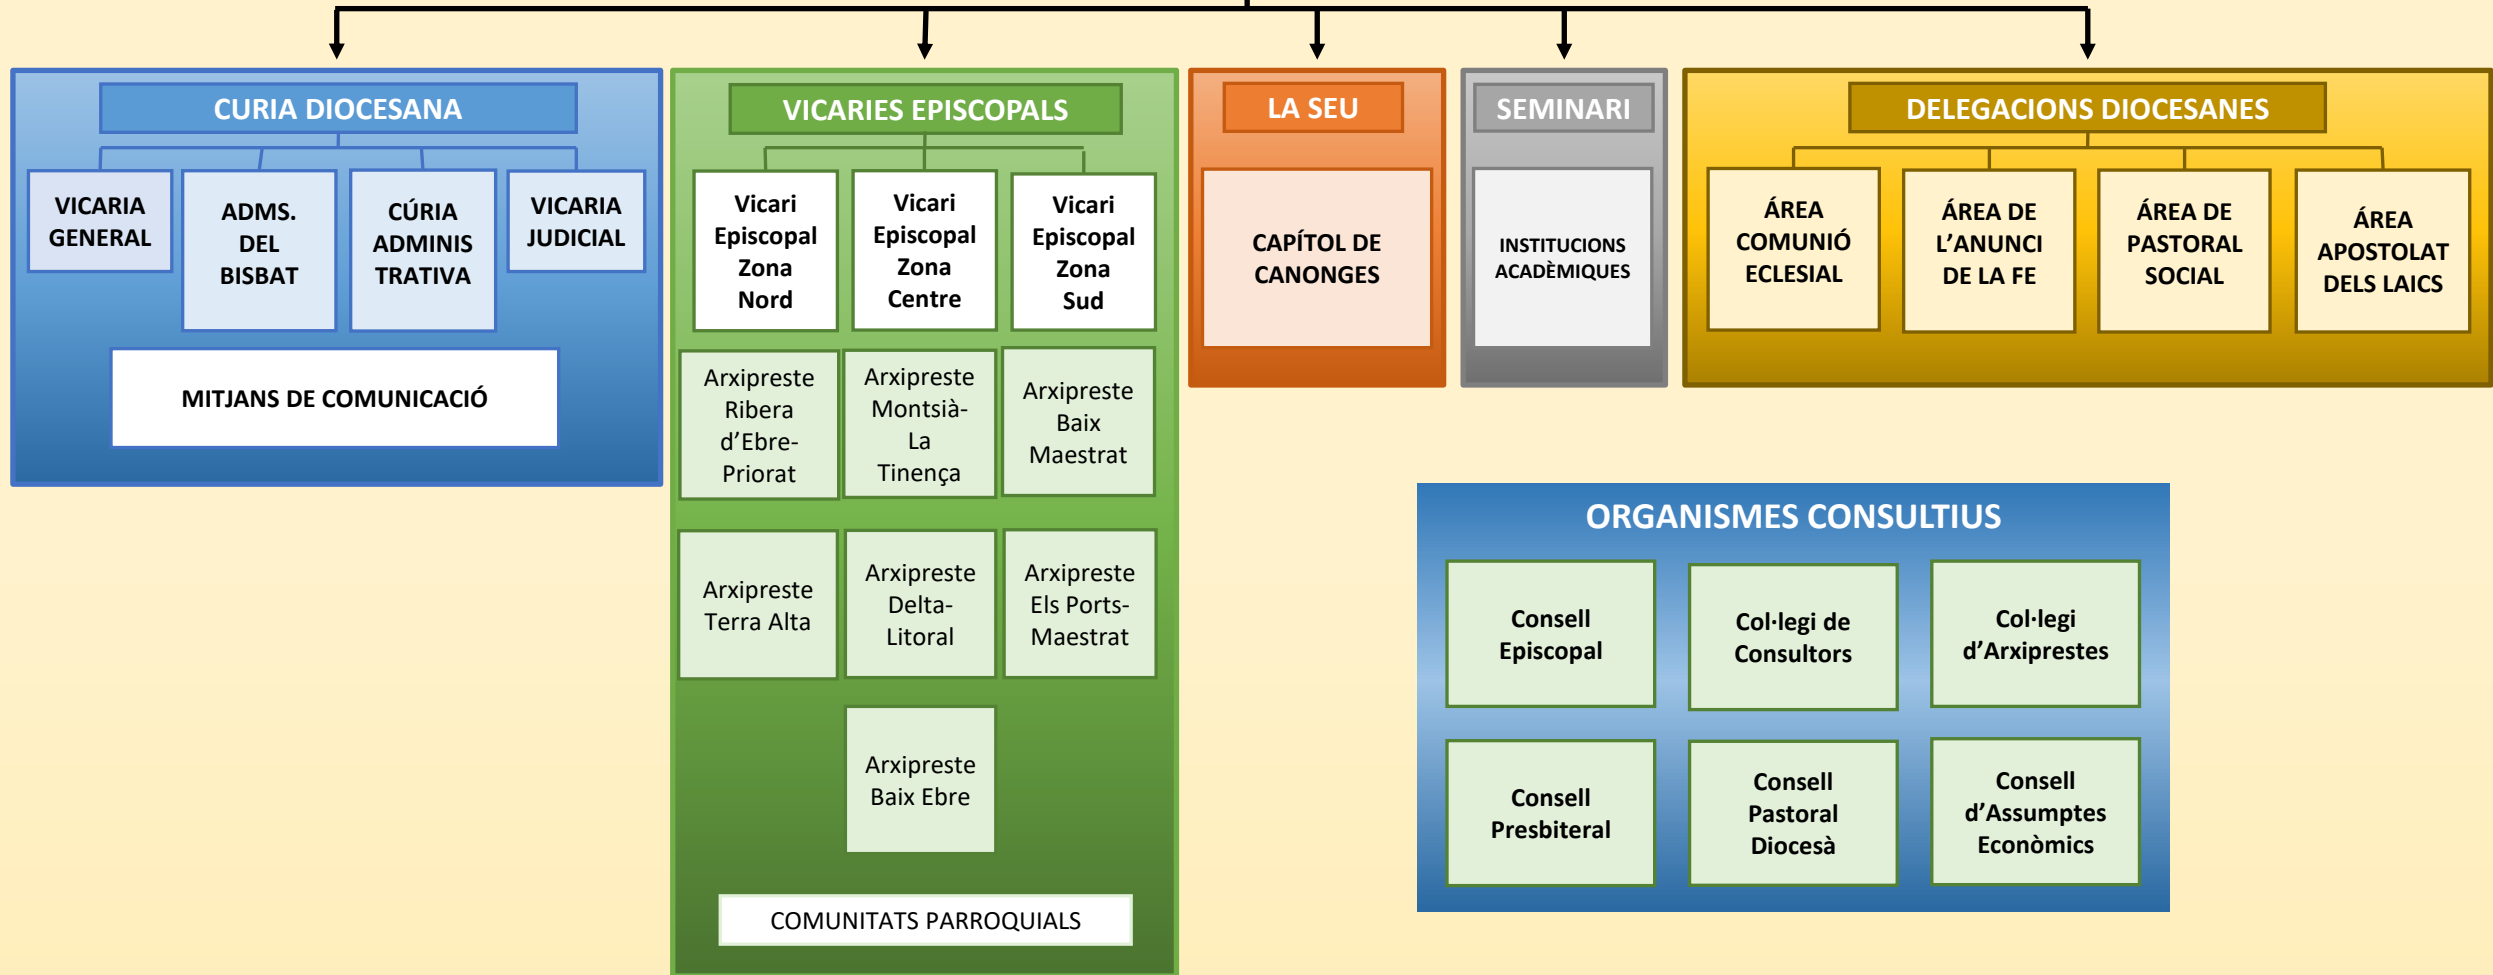 CURIA DIOCESANA
VICARIA
GENERAL
ADMS.
DEL
BISBAT
CÚRIA
ADMINIS
TRATIVA
VICARIA
JUDICIAL
MITJANS DE COMUNICACIÓ
VICARIES EPISCOPALS
Vicari
Episcopal
Zona
Nord
Vicari
Episcopal
Zona
Centre
Vicari
Episcopal
Zona
Sud
Arxipreste
Ribera
d’Ebre-
Priorat
Arxipreste
Montsià-
La
Tinença
Arxipreste
Baix
Maestrat
Arxipreste
Terra Alta
Arxipreste
Delta-
Litoral
Arxipreste
Els Ports-
Maestrat
Arxipreste
Baix Ebre
COMUNITATS PARROQUIALS
LA SEU
CAPÍTOL DE
CANONGES
SEMINARI
INSTITUCIONS
ACADÈMIQUES
DELEGACIONS DIOCESANES
ÁREA
COMUNIÓ
ECLESIAL
ÁREA DE
L’ANUNCI
DE LA FE
ÁREA DE
PASTORAL
SOCIAL
ÁREA
APOSTOLAT
DELS LAICS
ORGANISMES CONSULTIUS
Consell
Episcopal
Col·legi de
Consultors
Col·legi
d’Arxiprestes
Consell
Presbiteral
Consell
Pastoral
Diocesà
Consell
d’Assumptes
Econòmics